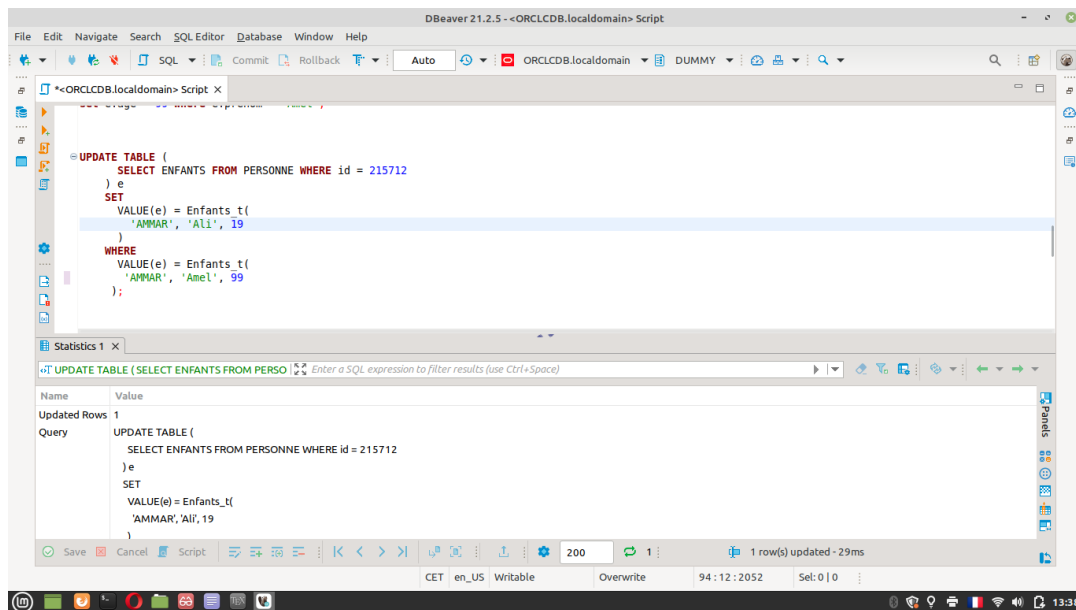 DBeaver 21.2.5 - <ORCLCDB.localdomain> Script
File Edit Navigate Search SQL Editor Database Window Help
SQL Commit Rollback Auto ORCLCDB.localdomain DUMMY
*<ORCLCDB.localdomain> Script
UPDATE TABLE (
SELECT ENFANTS FROM PERSONNE WHERE id = 215712
) e
SET
VALUE(e) = Enfants_t(
'AMMAR', 'Ali', 19
)
WHERE
VALUE(e) = Enfants_t(
'AMMAR', 'Amel', 99
);
Statistics 1
UPDATE TABLE ( SELECT ENFANTS FROM PERSO Enter a SQL expression to filter results (use Ctrl+Space)
Name Value
Updated Rows 1
Query UPDATE TABLE (
SELECT ENFANTS FROM PERSONNE WHERE id = 215712
) e
SET
VALUE(e) = Enfants_t(
'AMMAR', 'Ali', 19
)
Panels
Save Cancel Script 200 1 1 row(s) updated - 29ms
CET en_US Writable Overwrite 94 : 12 : 2052 Sel: 0 | 0
13:38